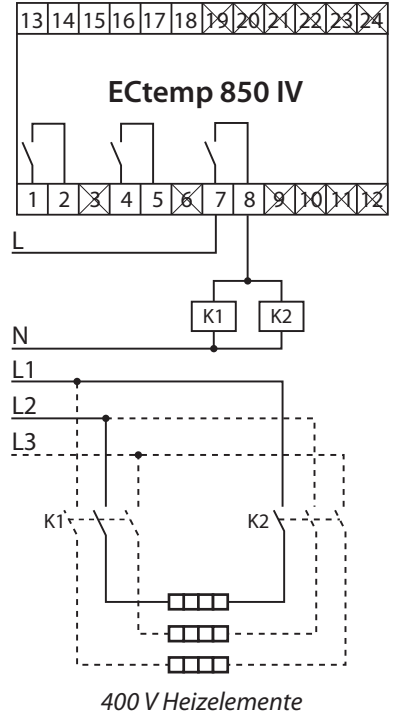 13 14 15 16 17 18 19 20 21 22 23 24
ECtemp 850 IV
1 2 3 4 5 6 7 8 9 10 11 12
L
K1 K2
N
L1
L2
L3
K1 K2
400 V Heizelemente